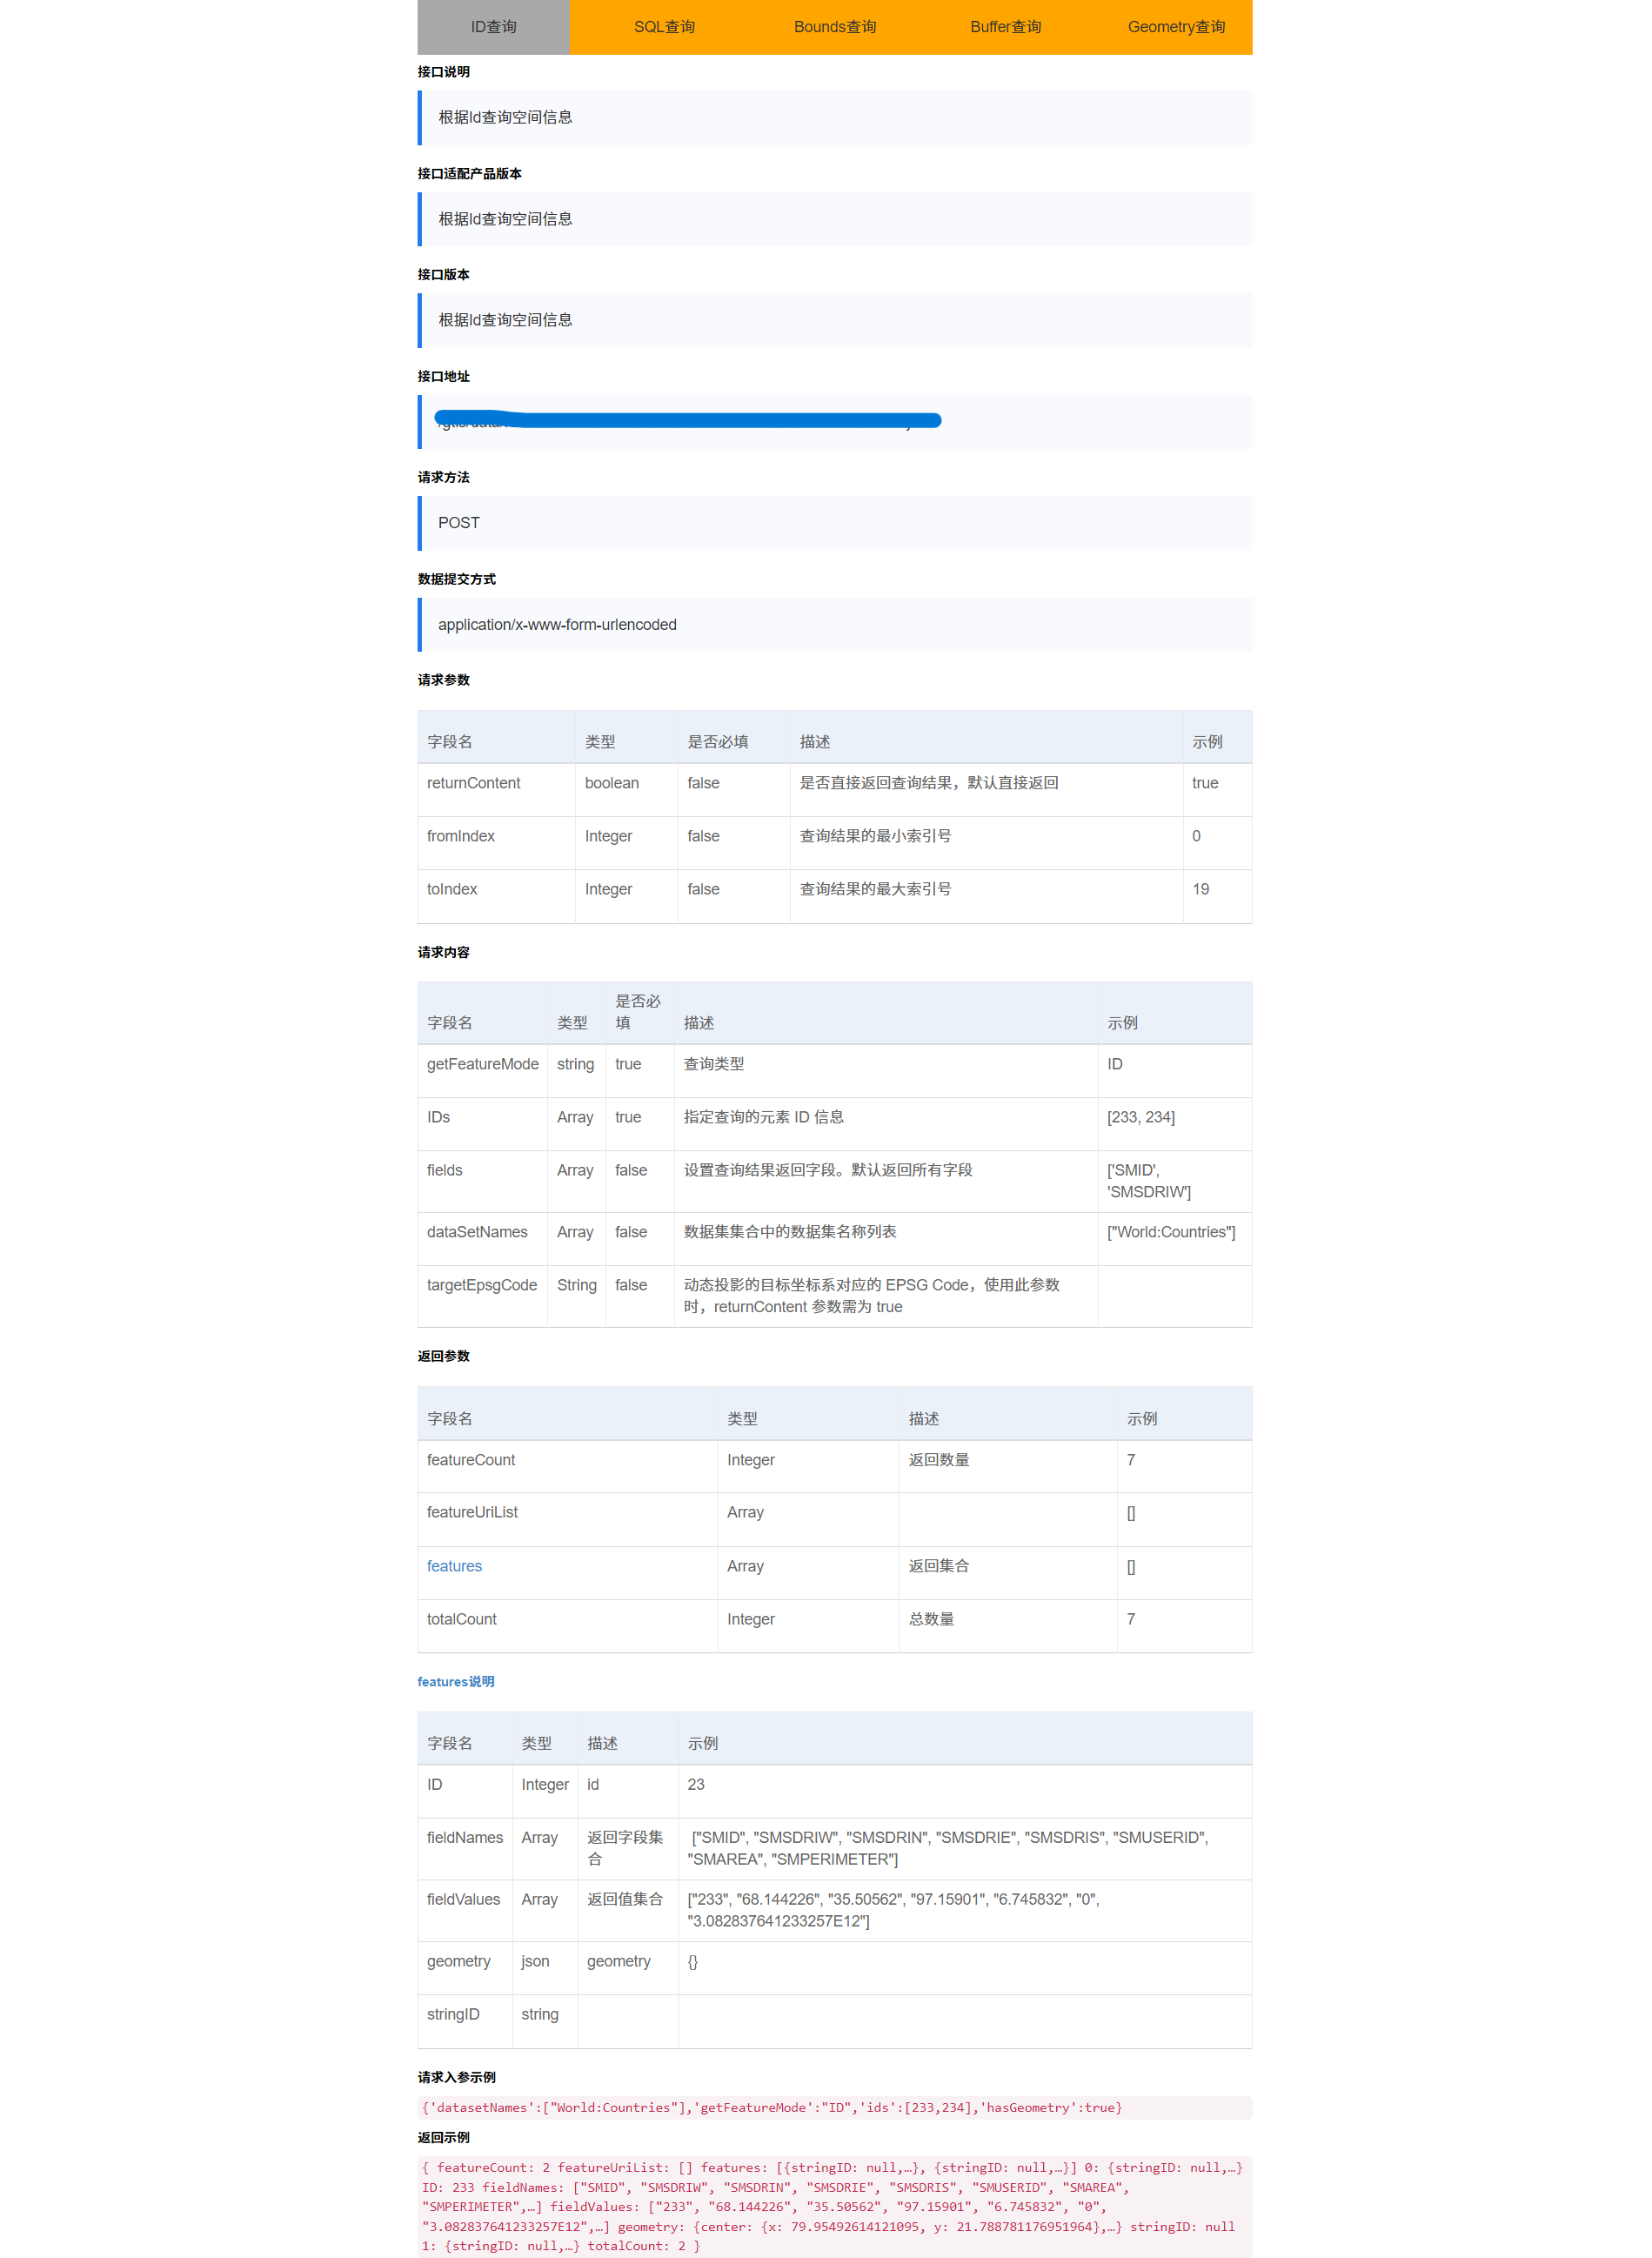 ID查询 SQL查询 Bounds查询 Buffer查询 Geometry查询
接口说明
根据Id查询空间信息
接口适配产品版本
根据Id查询空间信息
接口版本
根据Id查询空间信息
接口地址
请求方法
POST
数据提交方式
application/x-www-form-urlencoded
请求参数
字段名 类型 是否必填 描述 示例
returnContent boolean false 是否直接返回查询结果，默认直接返回 true
fromIndex Integer false 查询结果的最小索引号 0
toIndex Integer false 查询结果的最大索引号 19
请求内容
是否必
字段名 类型 填 描述 示例
getFeatureMode string true 查询类型 ID
IDs Array true 指定查询的元素 ID 信息 [233, 234]
fields Array false 设置查询结果返回字段。默认返回所有字段 ['SMID',
'SMSDRIW']
dataSetNames Array false 数据集集合中的数据集名称列表 ["World:Countries"]
targetEpsgCode String false 动态投影的目标坐标系对应的 EPSG Code，使用此参数
时，returnContent 参数需为 true
返回参数
字段名 类型 描述 示例
featureCount Integer 返回数量 7
featureUriList Array []
features Array 返回集合 []
totalCount Integer 总数量 7
features说明
字段名 类型 描述 示例
ID Integer id 23
fieldNames Array 返回字段集 ["SMID", "SMSDRIW", "SMSDRIN", "SMSDRIE", "SMSDRIS", "SMUSERID",
合 "SMAREA", "SMPERIMETER"]
fieldValues Array 返回值集合 ["233", "68.144226", "35.50562", "97.15901", "6.745832", "0",
"3.082837641233257E12"]
geometry json geometry {}
stringID string
请求入参示例
{'datasetNames':["World:Countries"],'getFeatureMode':"ID",'ids':[233,234],'hasGeometry':true}
返回示例
{ featureCount: 2 featureUriList: [] features: [{stringID: null,…}, {stringID: null,…}] 0: {stringID: null,…}
ID: 233 fieldNames: ["SMID", "SMSDRIW", "SMSDRIN", "SMSDRIE", "SMSDRIS", "SMUSERID", "SMAREA",
"SMPERIMETER",…] fieldValues: ["233", "68.144226", "35.50562", "97.15901", "6.745832", "0",
"3.082837641233257E12",…] geometry: {center: {x: 79.95492614121095, y: 21.788781176951964},…} stringID: null
1: {stringID: null,…} totalCount: 2 }